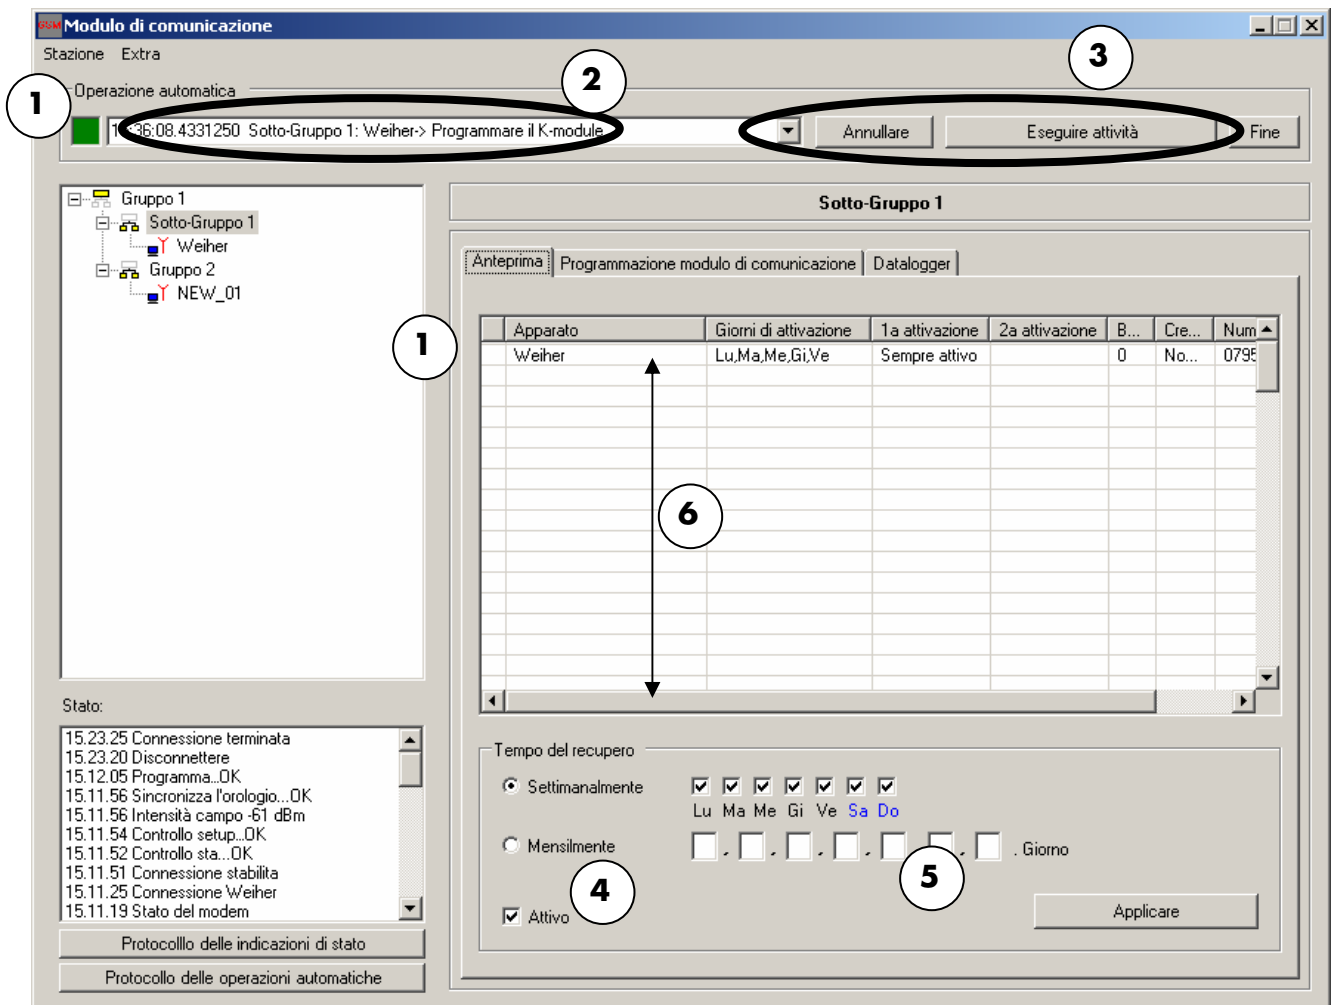 GSM Modulo di comunicazione
Stazione Extra
Operazione automatica
1
2
3
36:08.4331250 Sotto-Gruppo 1: Weiher-> Programmare il K-module
Annullare
Eseguire attività
Fine
Gruppo 1
Sotto-Gruppo 1
Weiher
Gruppo 2
NEW_01
Sotto-Gruppo 1
Anteprima Programmazione modulo di comunicazione Datalogger
1
Apparato Giorni di attivazione 1a attivazione 2a attivazione B... Cre... Num
Weiher Lu,Ma,Me,Gi,Ve Sempre attivo 0 No... 0795
6
Stato:
15.23.25 Connessione terminata
15.23.20 Disconnettere
15.12.05 Programma...OK
15.11.56 Sincronizza l'orologio...OK
15.11.56 Intensità campo -61 dBm
15.11.54 Controllo setup...OK
15.11.52 Controllo sta...OK
15.11.51 Connessione stabilita
15.11.25 Connessione Weiher
15.11.19 Stato del modem
Protocolllo delle indicazioni di stato
Protocollo delle operazioni automatiche
Tempo del recupero
Settimanalmente
Lu Ma Me Gi Ve Sa Do
Mensilmente
, , , , , , . Giorno
4
5
Attivo
Applicare